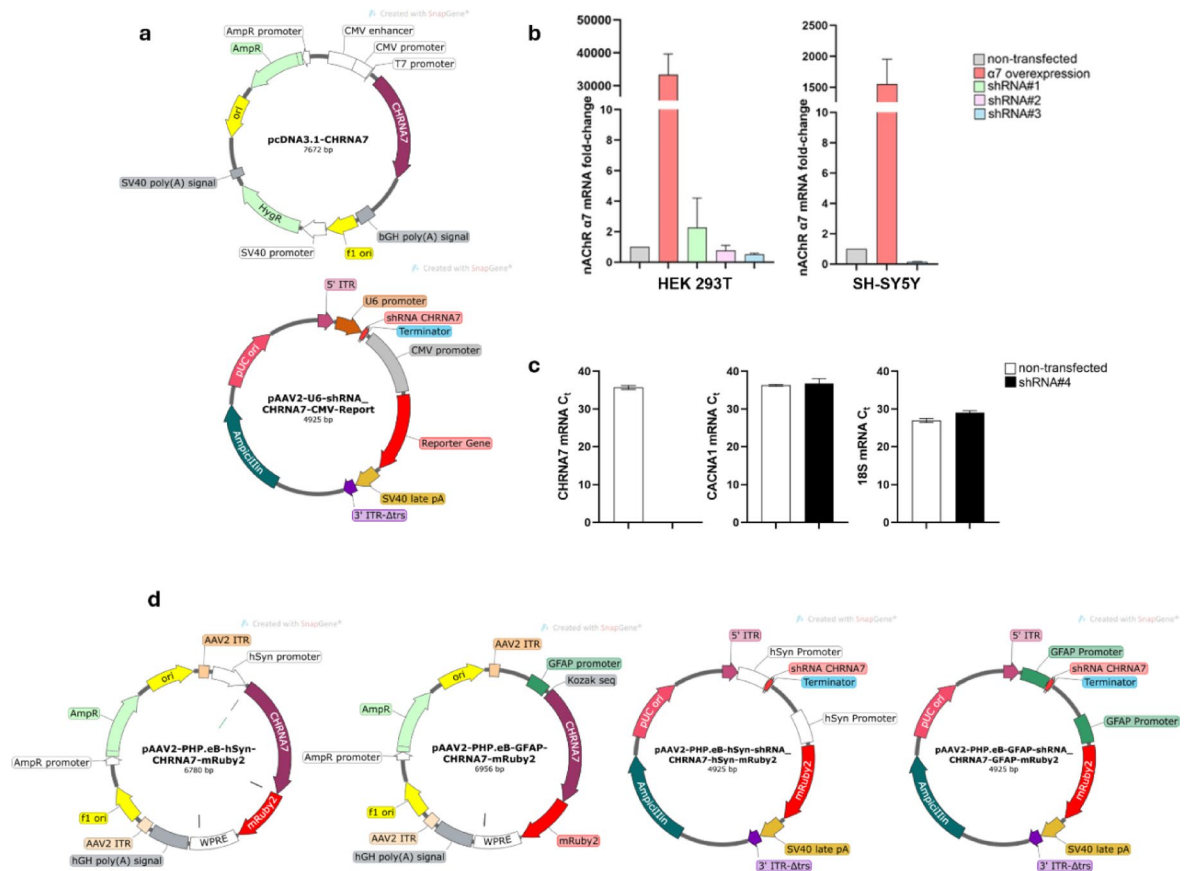 a
Created with SnapGene®
AmpR promoter
CMV enhancer
AmpR
CMV promoter
T7 promoter
ori
CHRNA7
pcDNA3.1-CHRNA7
7672 bp
SV40 poly(A) signal
HygR
bGH poly(A) signal
SV40 promoter
f1 ori
Created with SnapGene®
5' ITR
U6 promoter
shRNA CHRNA7
Terminator
CMV promoter
pUC ori
pAAV2-U6-shRNA_
CHRNA7-CMV-Report
4925 bp
Reporter Gene
AmpiciIIin
SV40 late pA
3' ITR-Δtrs
b
nAChR α7 mRNA fold-change
50000
40000
30000
10
8
6
4
2
0
HEK 293T
nAChR α7 mRNA fold-change
2500
2000
1500
1000
10
8
6
4
2
0
SH-SY5Y
non-transfected
α7 overexpression
shRNA#1
shRNA#2
shRNA#3
c
CHRNA7 mRNA Ct
40
30
20
10
0
CACNA1 mRNA Ct
40
30
20
10
0
18S mRNA Ct
40
30
20
10
0
non-transfected
shRNA#4
d
Created with SnapGene®
AAV2 ITR
hSyn promoter
ori
AmpR
CHRNA7
pAAV2-PHP.eB-hSyn-
CHRNA7-mRuby2
6780 bp
AmpR promoter
mRuby2
f1 ori
AAV2 ITR
WPRE
hGH poly(A) signal
Created with SnapGene®
AAV2 ITR
GFAP promoter
Kozak seq
ori
AmpR
CHRNA7
pAAV2-PHP.eB-GFAP-
CHRNA7-mRuby2
6956 bp
AmpR promoter
f1 ori
mRuby2
AAV2 ITR
WPRE
hGH poly(A) signal
Created with SnapGene®
5' ITR
hSyn Promoter
shRNA CHRNA7
Terminator
pUC ori
hSyn Promoter
pAAV2-PHP.eB-hSyn-shRNA_
CHRNA7-hSyn-mRuby2
4925 bp
mRuby2
AmpiciIIin
SV40 late pA
3' ITR-Δtrs
Created with SnapGene®
5' ITR
GFAP Promoter
shRNA CHRNA7
Terminator
pUC ori
GFAP Promoter
pAAV2-PHP.eB-GFAP-shRNA_
CHRNA7-GFAP-mRuby2
4925 bp
mRuby2
AmpiciIIin
SV40 late pA
3' ITR-Δtrs